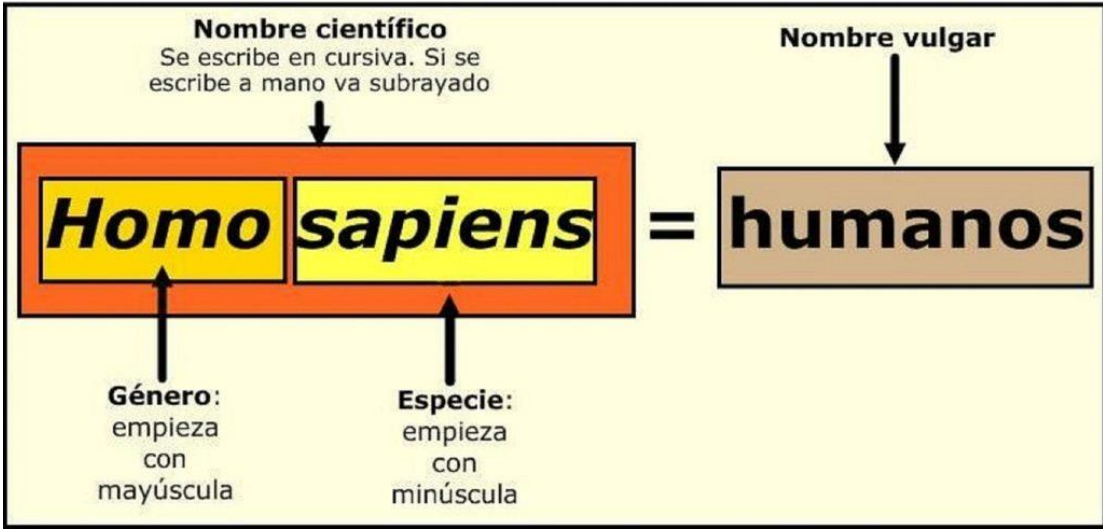 Nombre científico
Se escribe en cursiva. Si se
escribe a mano va subrayado
Nombre vulgar
Homo sapiens = humanos
Género:
empieza
con
mayúscula
Especie:
empieza
con
minúscula